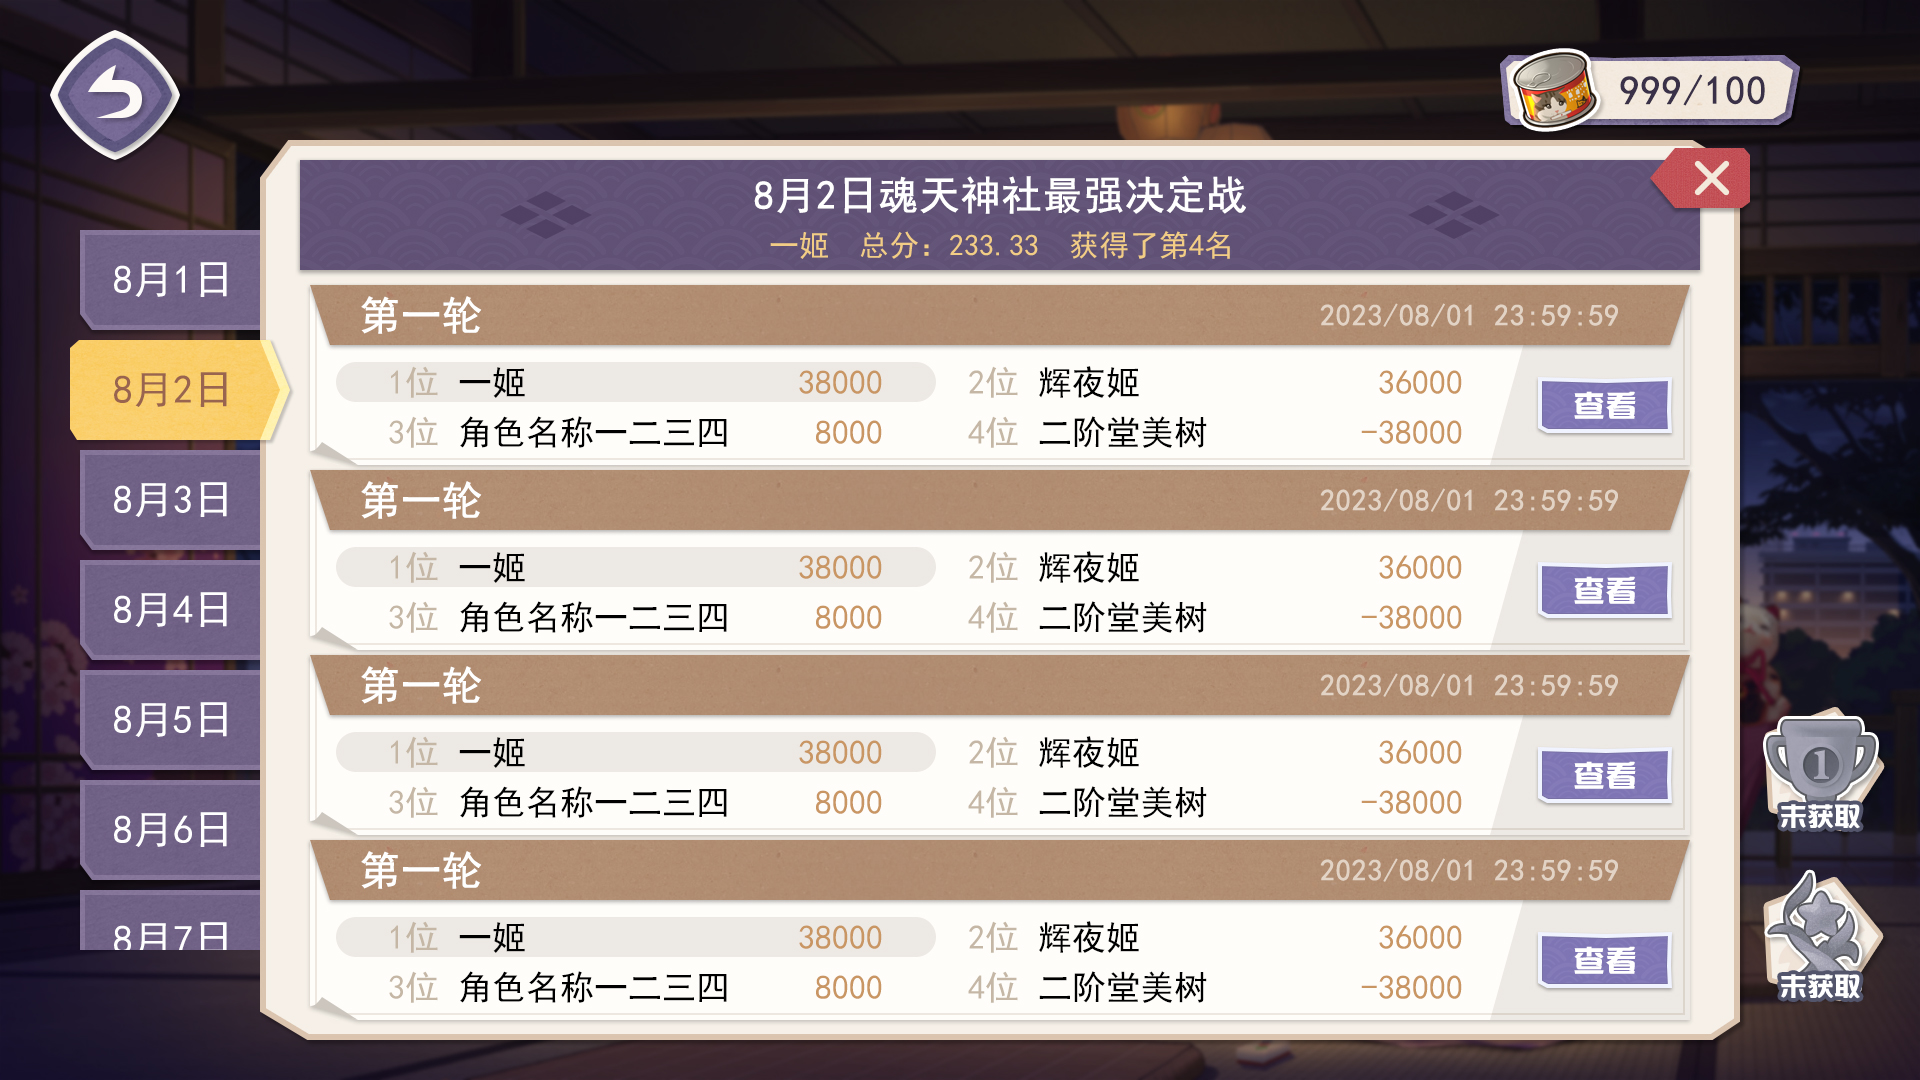 999/100
8月2日魂天神社最强决定战
一姬 总分：233.33 获得了第4名
8月1日
8月2日
8月3日
8月4日
8月5日
8月6日
8月7日
第一轮 2023/08/01 23:59:59
1位 一姬 38000 2位 辉夜姬 36000
3位 角色名称一二三四 8000 4位 二阶堂美树 -38000
查看
第一轮 2023/08/01 23:59:59
1位 一姬 38000 2位 辉夜姬 36000
3位 角色名称一二三四 8000 4位 二阶堂美树 -38000
查看
第一轮 2023/08/01 23:59:59
1位 一姬 38000 2位 辉夜姬 36000
3位 角色名称一二三四 8000 4位 二阶堂美树 -38000
查看
第一轮 2023/08/01 23:59:59
1位 一姬 38000 2位 辉夜姬 36000
3位 角色名称一二三四 8000 4位 二阶堂美树 -38000
查看
1
未获取
未获取